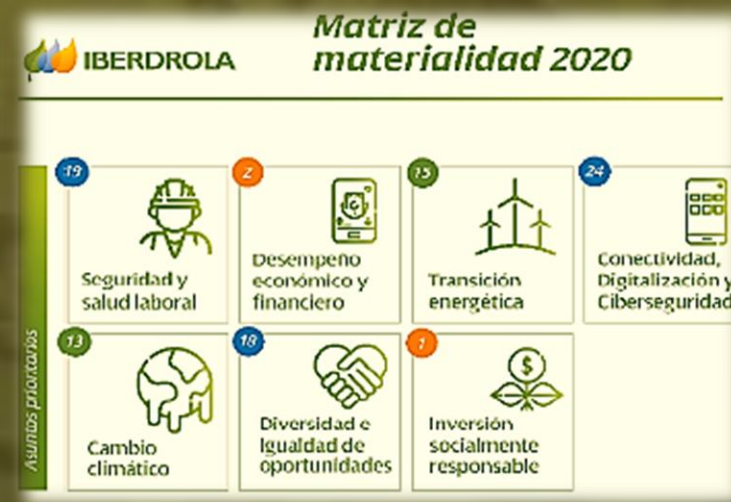 IBERDROLA
Matriz de
materialidad 2020
Asuntos prioritarios
19
Seguridad y
salud laboral
2
Desempeño
económico y
financiero
15
Transición
energética
24
Conectividad,
Digitalización y
Ciberseguridad
13
Cambio
climático
18
Diversidad e
Igualdad de
oportunidades
1
$
Inversión
socialmente
responsable